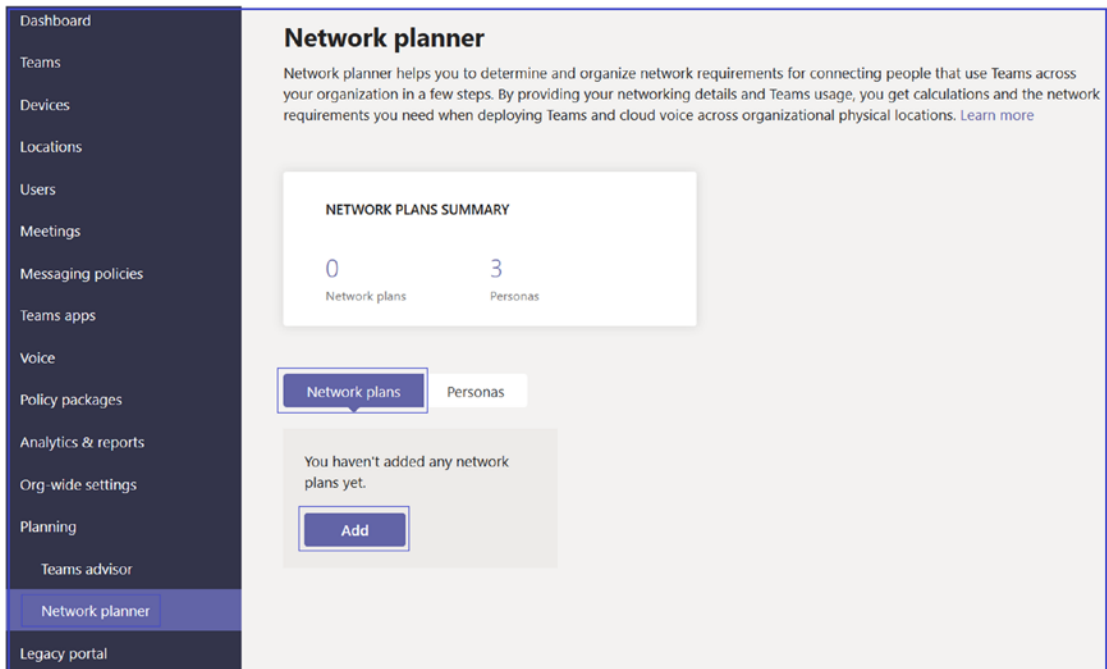 Dashboard
Teams
Devices
Locations
Users
Meetings
Messaging policies
Teams apps
Voice
Policy packages
Analytics & reports
Org-wide settings
Planning
Teams advisor
Network planner
Legacy portal
Network planner
Network planner helps you to determine and organize network requirements for connecting people that use Teams across
your organization in a few steps. By providing your networking details and Teams usage, you get calculations and the network
requirements you need when deploying Teams and cloud voice across organizational physical locations. Learn more
NETWORK PLANS SUMMARY
0 3
Network plans Personas
Network plans Personas
You haven't added any network
plans yet.
Add